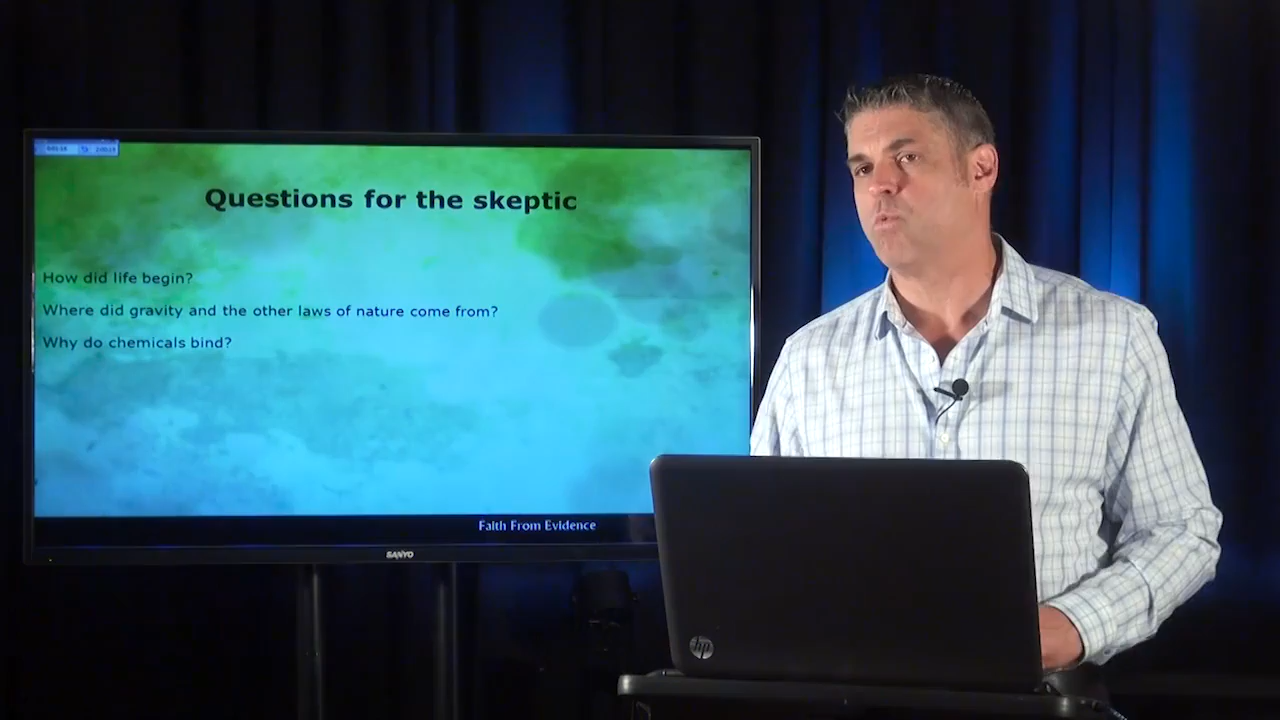 Questions for the skeptic
How did life begin?
Where did gravity and the other laws of nature come from?
Why do chemicals bind?
Faith From Evidence
SANYO
hp